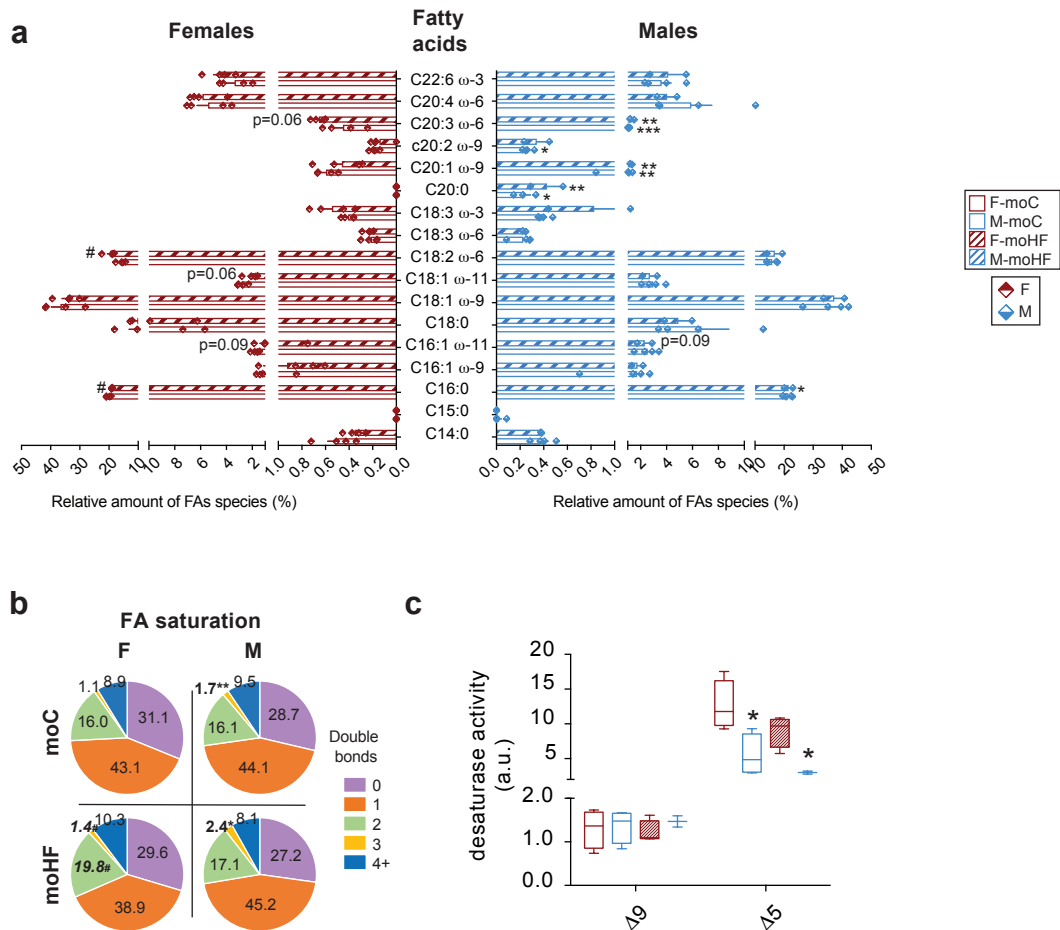 a
Females
Fatty acids
Males
C22:6 ω-3
C20:4 ω-6
p=0.06
C20:3 ω-6
**
***
c20:2 ω-9
*
C20:1 ω-9
**
**
C20:0
**
*
C18:3 ω-3
C18:3 ω-6
#
C18:2 ω-6
p=0.06
C18:1 ω-11
C18:1 ω-9
C18:0
p=0.09
C16:1 ω-11
p=0.09
C16:1 ω-9
#
C16:0
*
C15:0
C14:0
50 40 30 20 10 8 6 4 2 1.0 0.8 0.6 0.4 0.2 0.0
0.0 0.2 0.4 0.6 0.8 1.0 2 4 6 8 10 10 20 30 40 50
Relative amount of FAs species (%)
Relative amount of FAs species (%)
F-moC
M-moC
F-moHF
M-moHF
F
M
b
FA saturation
F
M
moC
1.1
8.9
31.1
16.0
43.1
1.7**
9.5
28.7
16.1
44.1
moHF
1.4#
10.3
29.6
19.8#
38.9
2.4*
8.1
27.2
17.1
45.2
Double bonds
0
1
2
3
4+
c
desaturase activity
(a.u.)
20
15
10
5
2.0
1.0
0.0
*
*
Δ9
Δ5